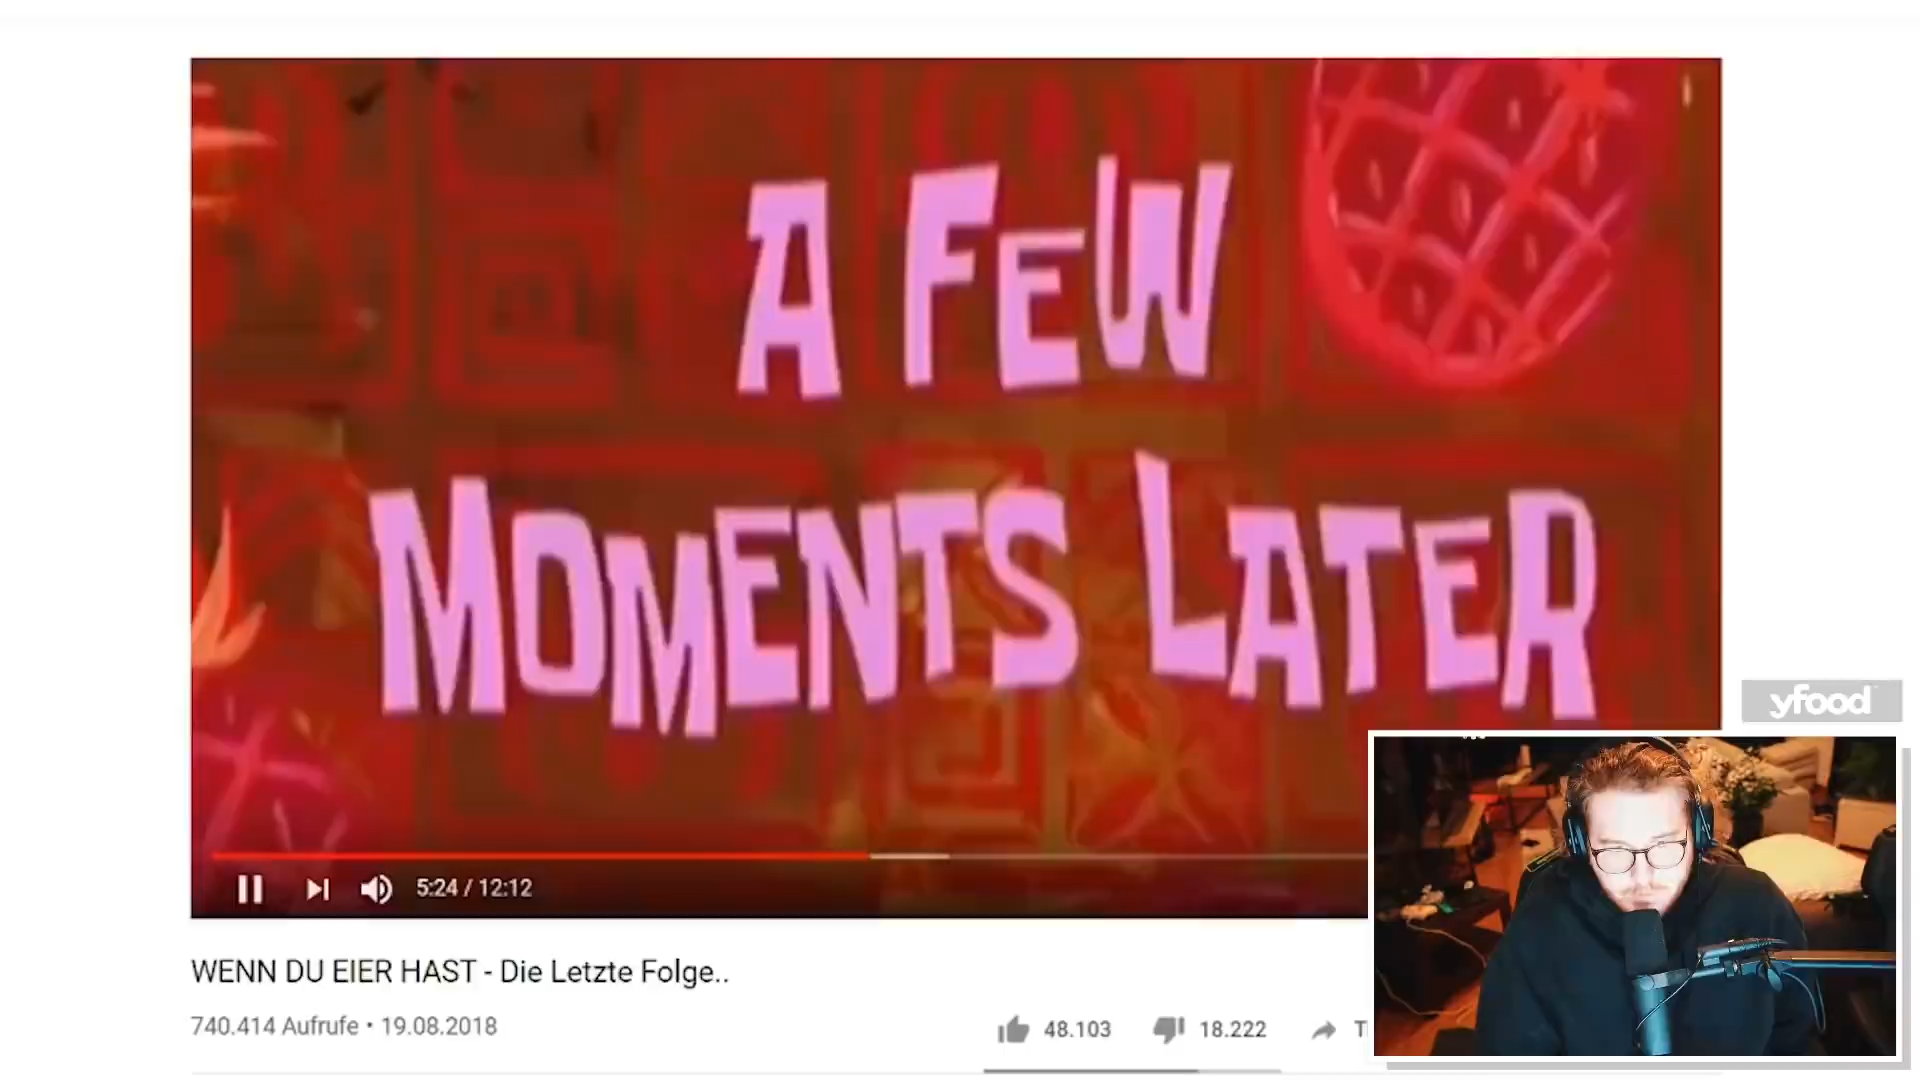 A FEW
MOMENTS LATER
yfood
5:24 / 12:12
WENN DU EIER HAST - Die Letzte Folge..
740.414 Aufrufe • 19.08.2018
48.103
18.222